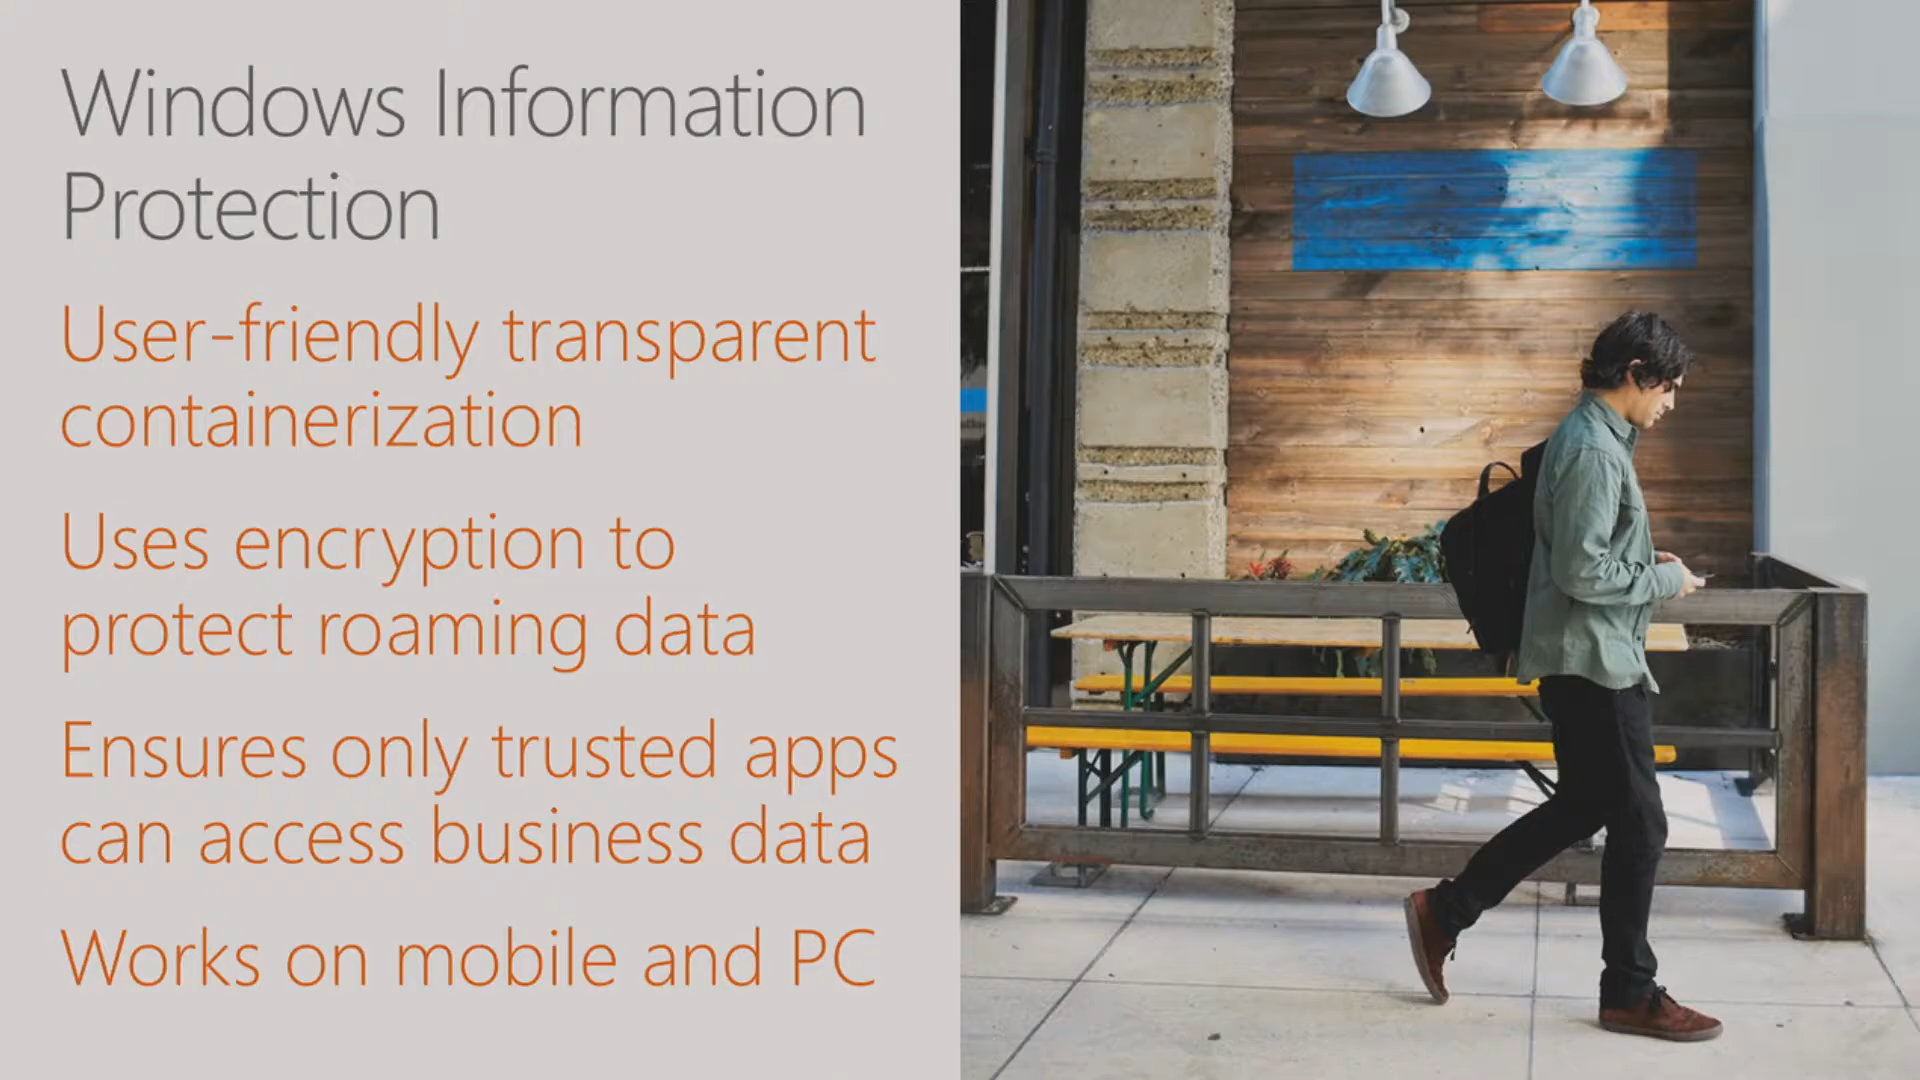 Windows Information
Protection
User-friendly transparent
containerization
Uses encryption to
protect roaming data
Ensures only trusted apps
can access business data
Works on mobile and PC